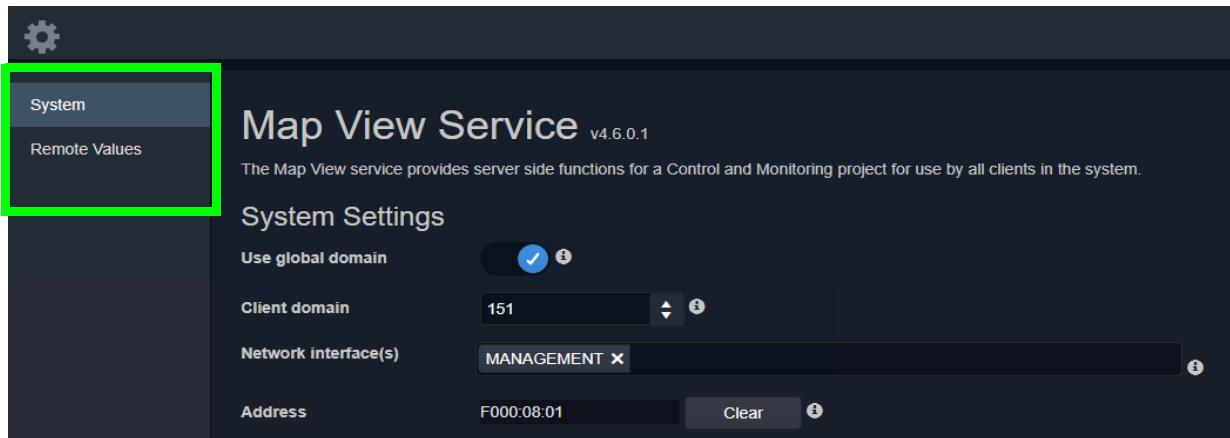 System
Remote Values
Map View Service v4.6.0.1
The Map View service provides server side functions for a Control and Monitoring project for use by all clients in the system.
System Settings
Use global domain
Client domain 151
Network interface(s) MANAGEMENT ×
Address F000:08:01 Clear